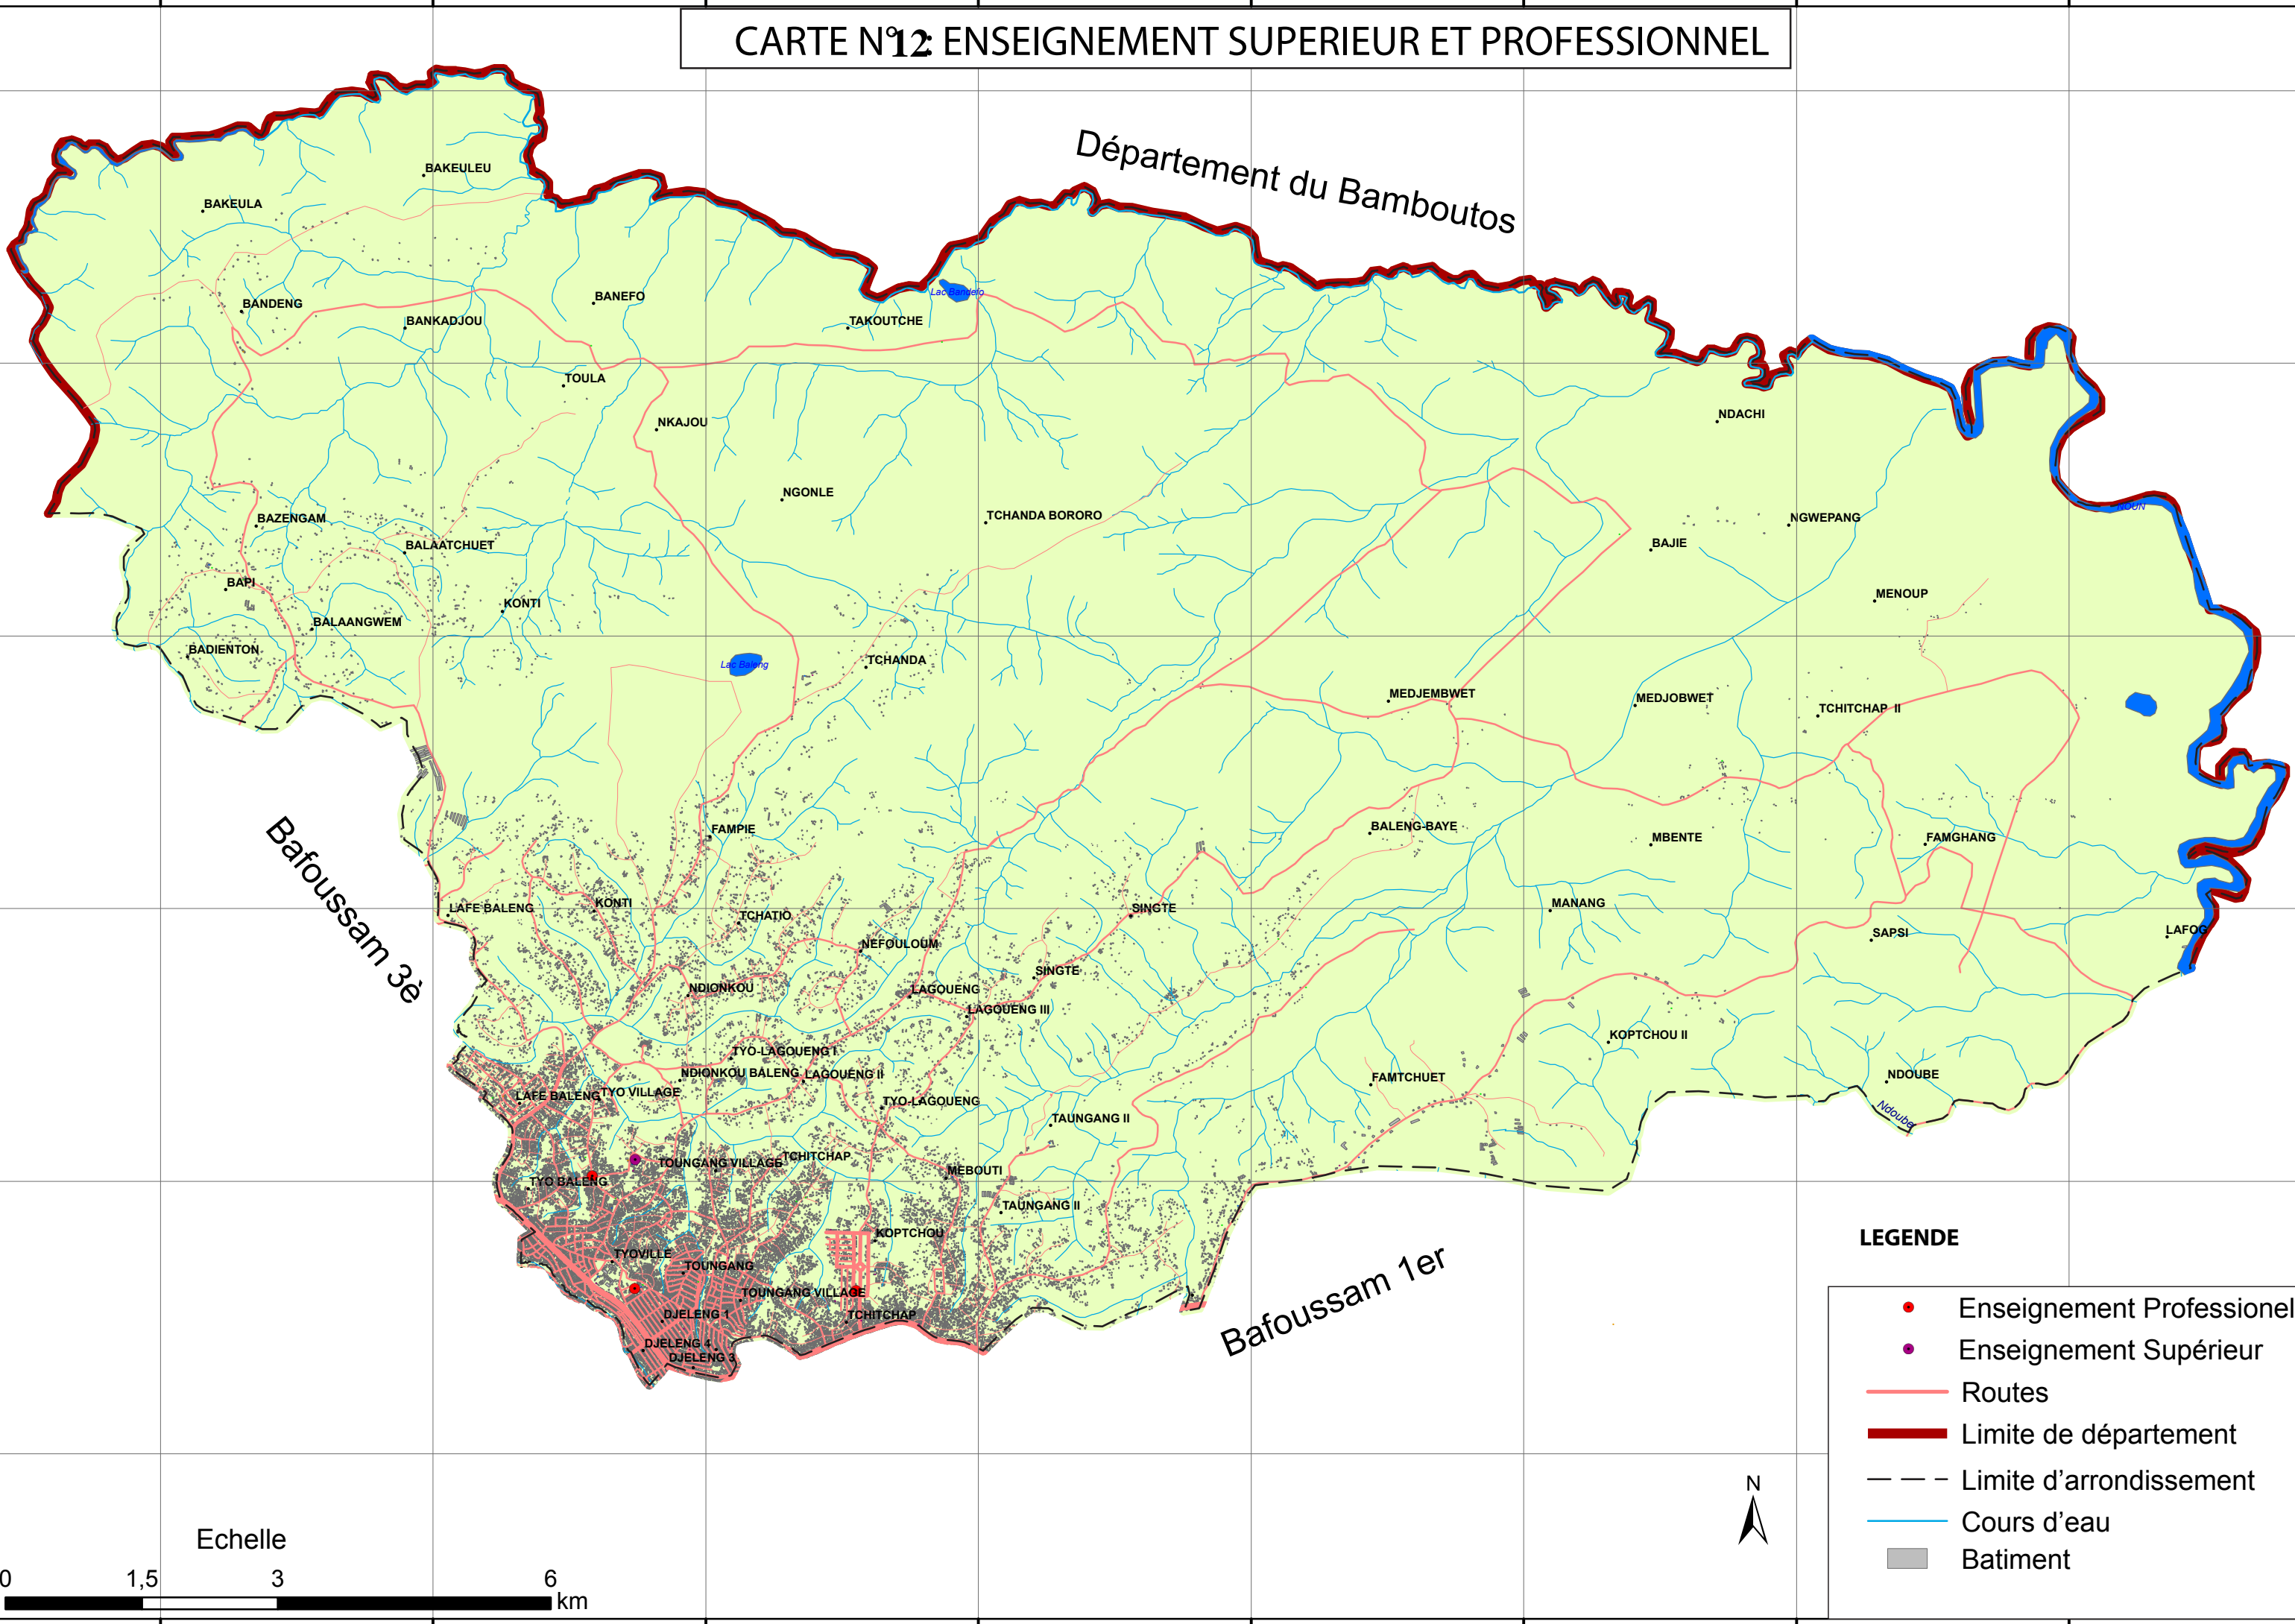 CARTE N°12: ENSEIGNEMENT SUPERIEUR ET PROFESSIONNEL
Département du Bamboutos
BAKEULEU
BAKEULA
Lac Bandefo
BANEFO
BANDENG
BANKADJOU
TAKOUTCHE
TOULA
NDACHI
NKAJOU
NGONLE
NOUN
TCHANDA BORORO
BAZENGAM
NGWEPANG
BALAATCHUET
BAJIE
BAPI
MENOUP
KONTI
BALAANGWEM
BADIENTON
Lac Baleng
TCHANDA
MEDJEMBWET
MEDJOBWET
TCHITCHAP II
FAMPIE
BALENG-BAYE
MBENTE
FAMGHANG
Bafoussam 3è
LAFE BALENG
KONTI
TCHATIO
SINGTE
MANANG
SAPSI
LAFOG
NEFOULOUM
SINGTE
NDIONKOU
LAGOUENG
LAGOUENG III
KOPTCHOU II
TYO-LAGOUENG I
NDIONKOU BALENG
LAGOUENG II
FAMTCHUET
NDOUBE
LAFE BALENG
TYO VILLAGE
TYO-LAGOUENG
Ndoube
TAUNGANG II
TOUNGANG VILLAGE
TCHITCHAP
MEBOUTI
TYO BALENG
TAUNGANG II
KOPTCHOU
TYOVILLE
TOUNGANG
TOUNGANG VILLAGE
DJELENG 1
TCHITCHAP
DJELENG 4
DJELENG 3
Bafoussam 1er
LEGENDE
Enseignement Professionel
Enseignement Supérieur
Routes
Limite de département
Limite d’arrondissement
Cours d’eau
Batiment
N
Echelle
0 1,5 3 6
km